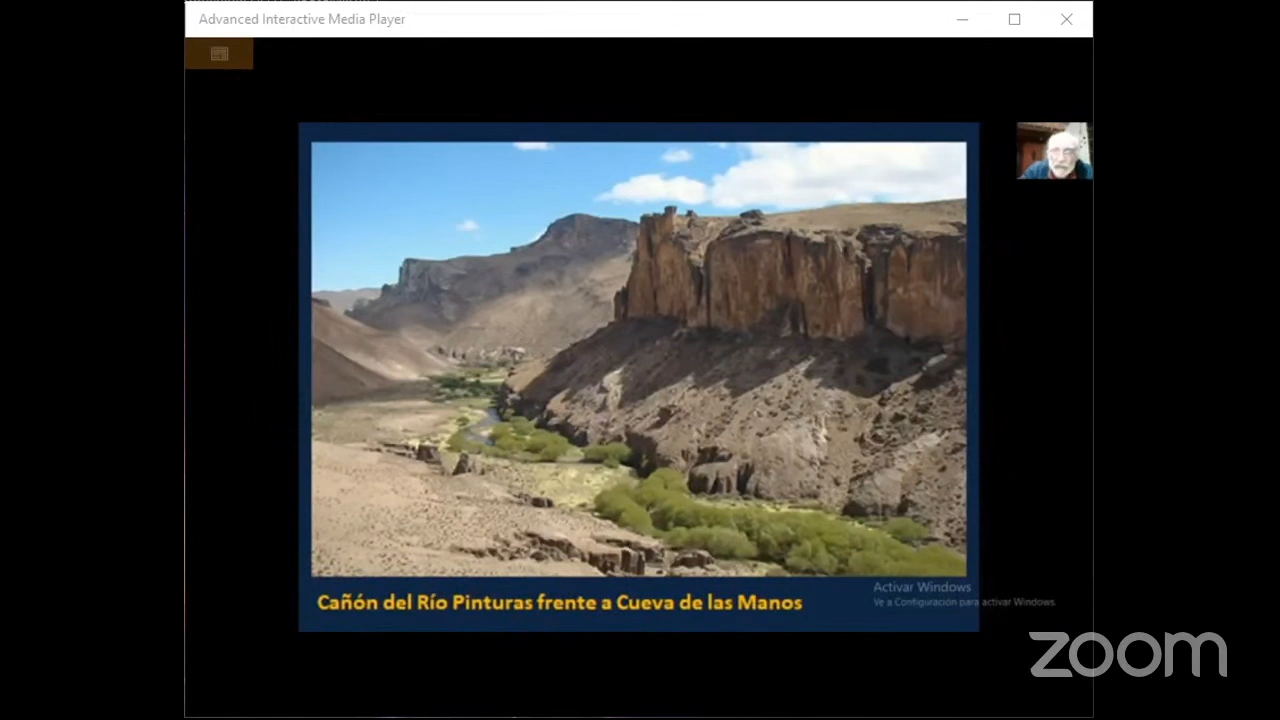 Advanced Interactive Media Player
Cañón del Río Pinturas frente a Cueva de las Manos
Activar Windows
Ve a Configuración para activar Windows.
zoom